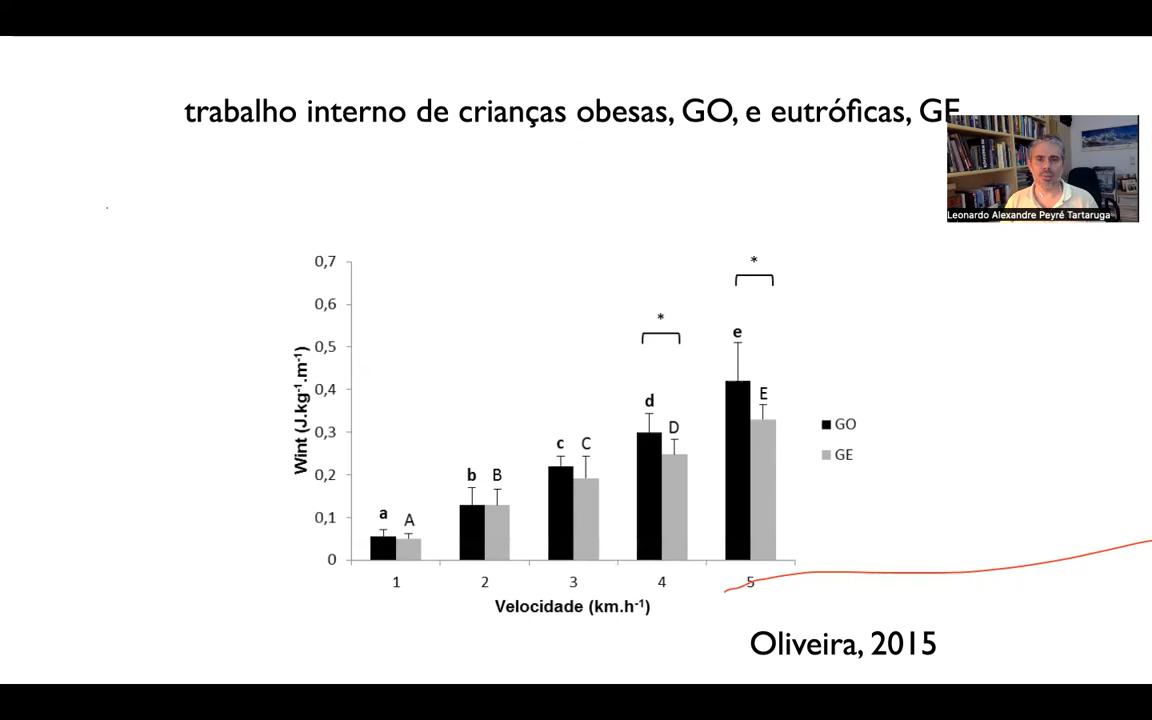 trabalho interno de crianças obesas, GO, e eutróficas, GE
Leonardo Alexandre Peyré Tartaruga
0,7
0,6
0,5
0,4
0,3
0,2
0,1
0
Wint (J.kg⁻¹.m⁻¹)
a A
b B
c C
d D
e E
*
*
GO
GE
1 2 3 4 5
Velocidade (km.h⁻¹)
Oliveira, 2015